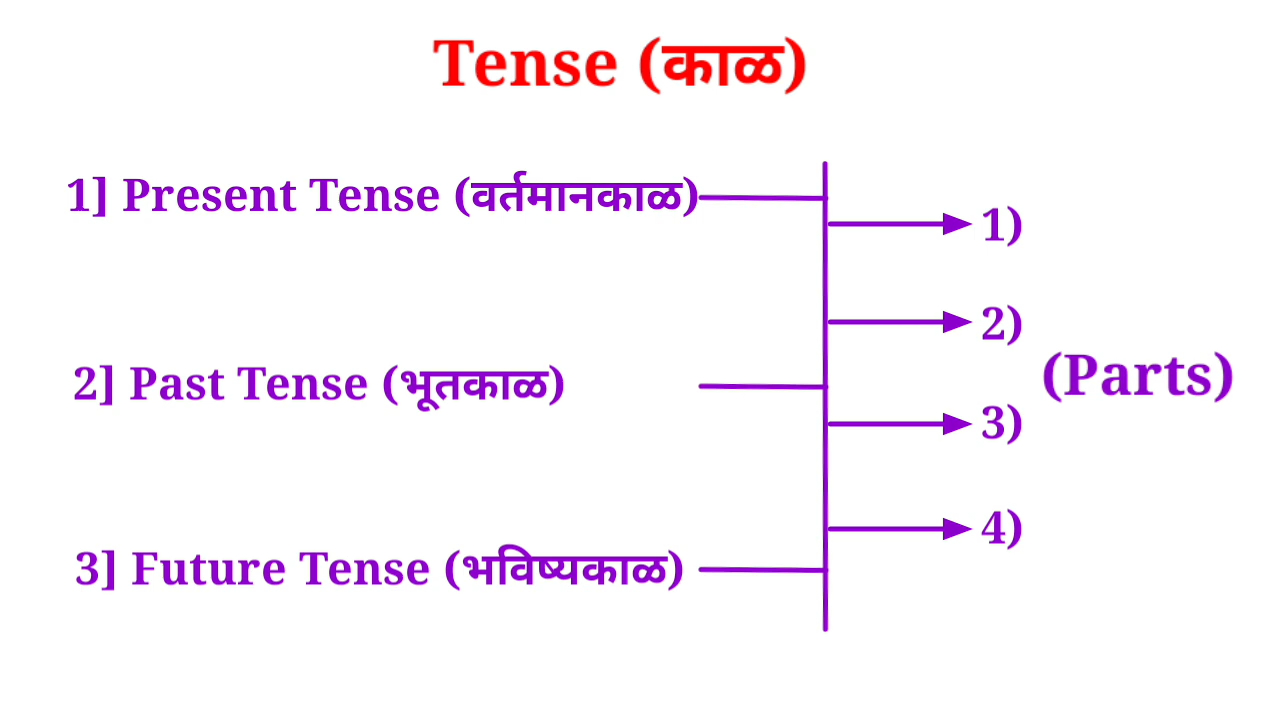 Tense (काळ)
1] Present Tense (वर्तमानकाळ)
1)
2)
(Parts)
2] Past Tense (भूतकाळ)
3)
4)
3] Future Tense (भविष्यकाळ)